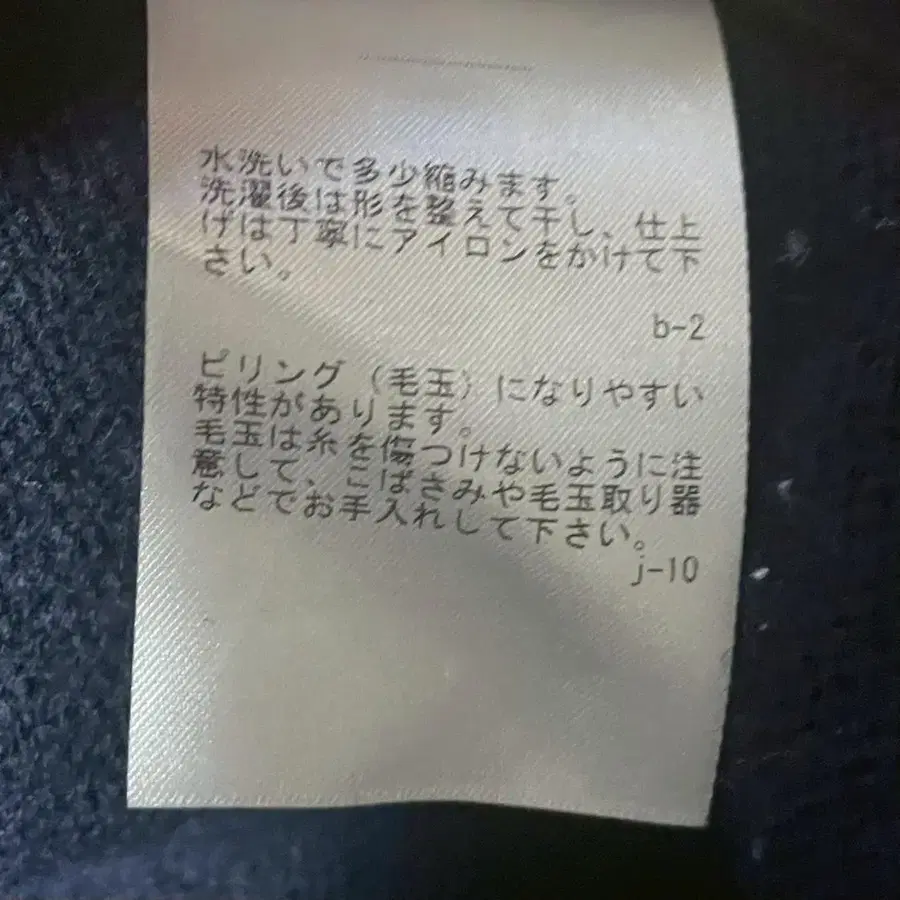 水洗いで多少縮みます。
洗濯後は形を整えて干し、仕上
げは丁寧にアイロンをかけて下
さい。
b-2
ピリング(毛玉)になりやすい
特性があります。
毛玉は糸を傷つけないように注
意して、こばさみや毛玉取り器
などでお手入れして下さい。
j-10